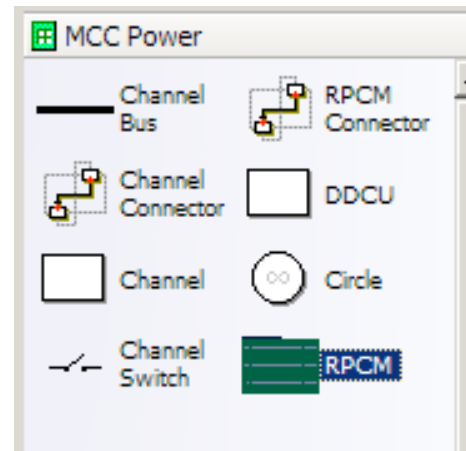 MCC Power
Channel
Bus
RPCM
Connector
Channel
Connector
DDCU
Channel
Circle
Channel
Switch
RPCM